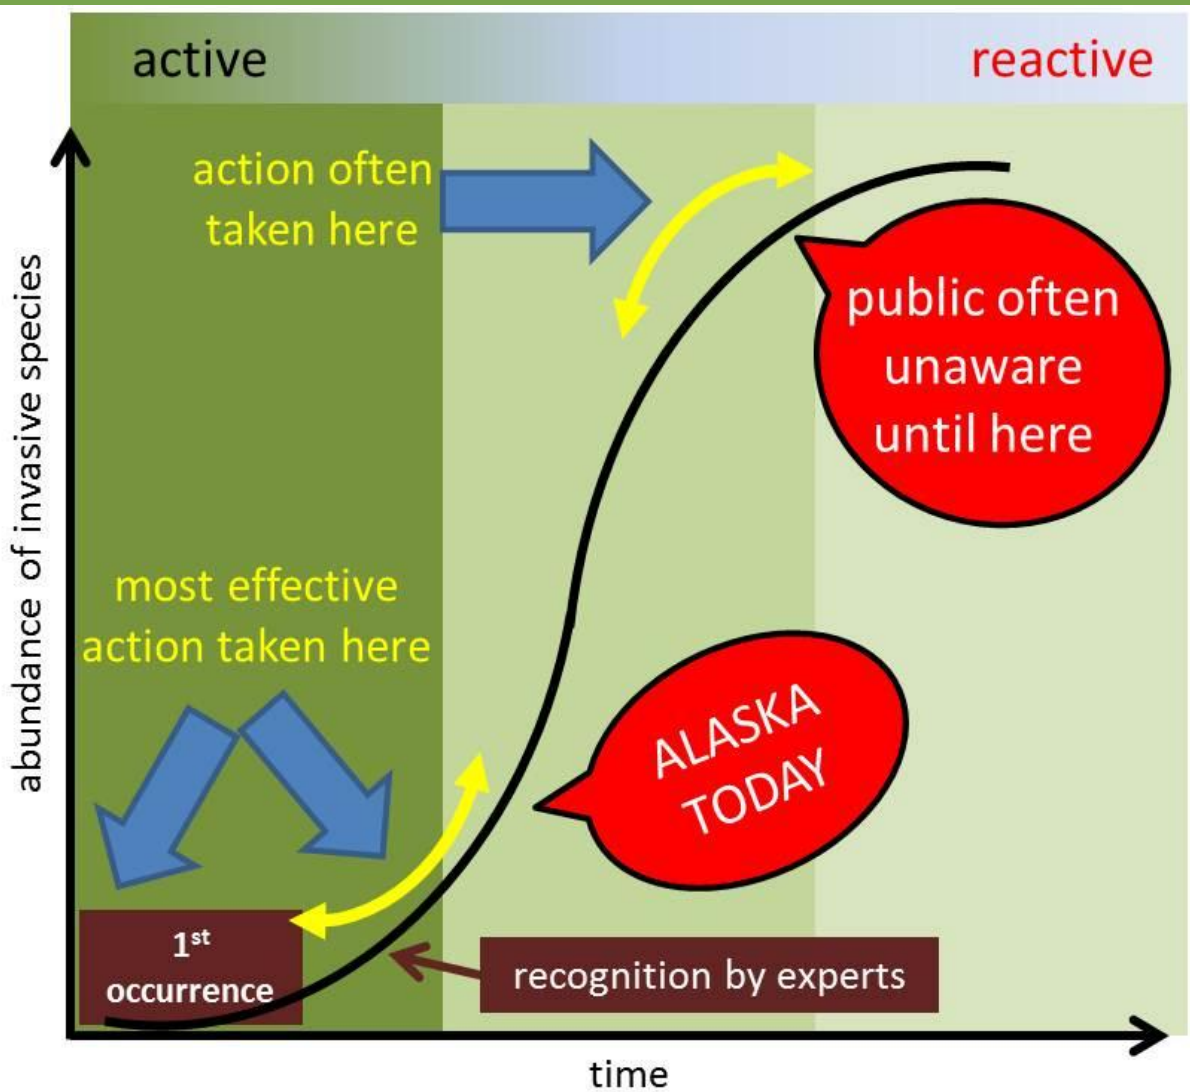 active
reactive
action often
taken here
public often
unaware
until here
abundance of invasive species
most effective
action taken here
ALASKA
TODAY
1st
occurrence
recognition by experts
time